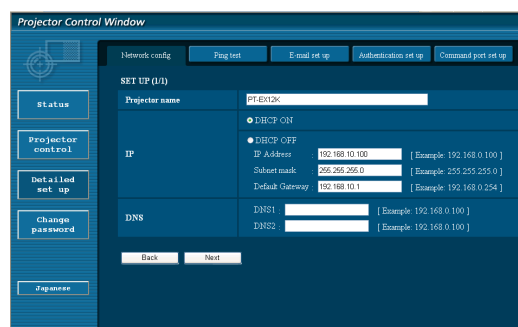 Projector Control Window
Network config Ping test E-mail set up Authentication set up Command port set up
SET UP (1/1)
Status
Projector control
Detailed set up
Change password
Japanese
Projector name PT-EX12K
IP
DHCP ON
DHCP OFF
IP Address : 192.168.10.100 [ Example: 192.168.0.100 ]
Subnet mask : 255.255.255.0 [ Example: 255.255.255.0 ]
Default Gateway : 192.168.10.1 [ Example: 192.168.0.254 ]
DNS
DNS1 : [ Example: 192.168.0.100 ]
DNS2 : [ Example: 192.168.0.100 ]
Back Next